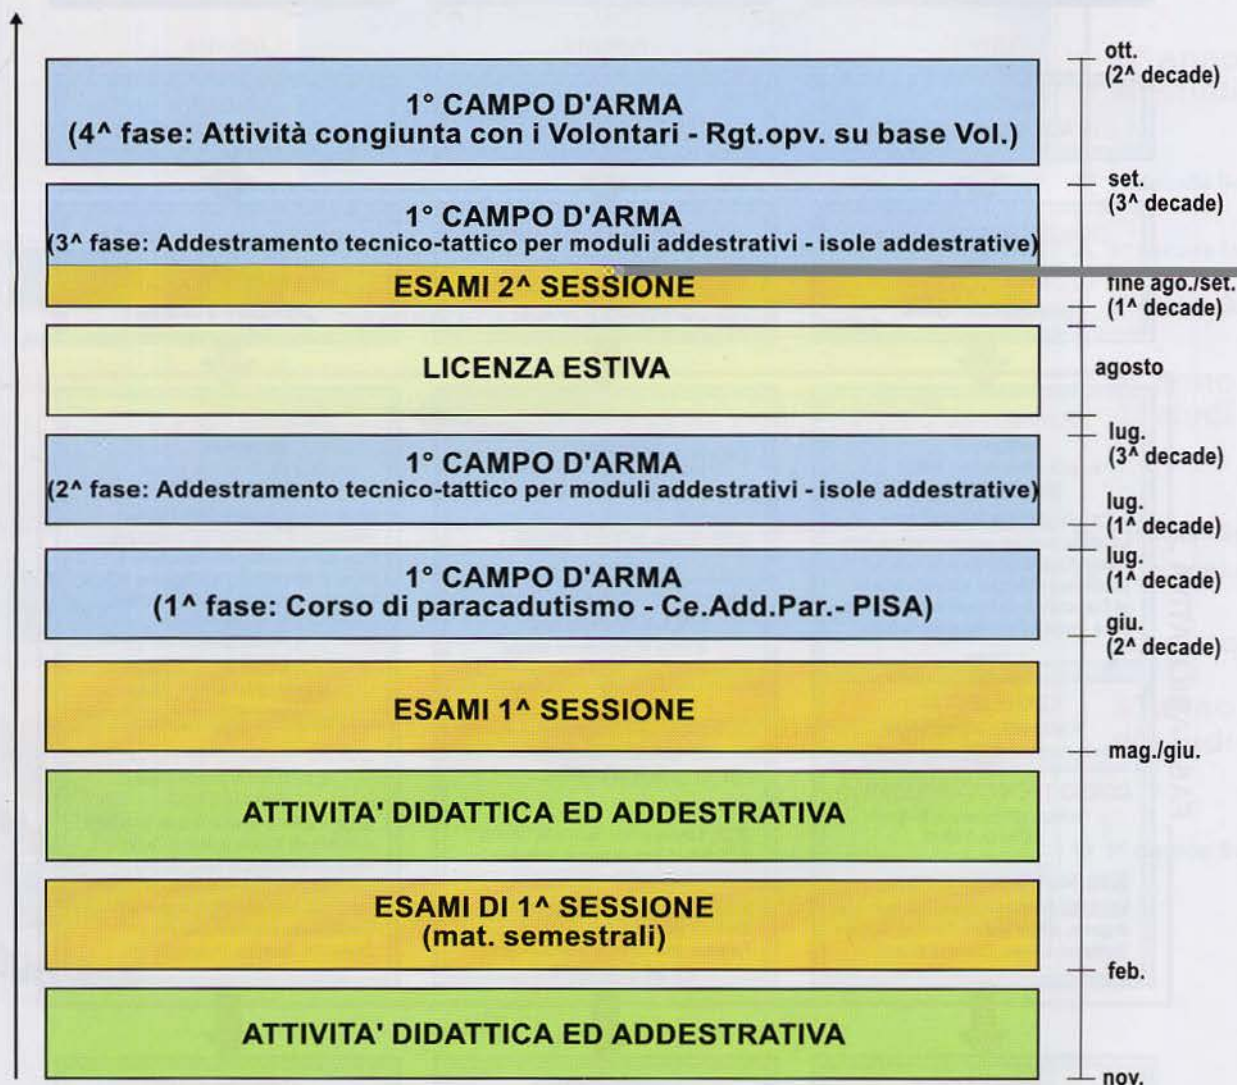 ott.
(2^ decade)
1° CAMPO D'ARMA
(4^ fase: Attività congiunta con i Volontari - Rgt.opv. su base Vol.)
set.
(3^ decade)
1° CAMPO D'ARMA
(3^ fase: Addestramento tecnico-tattico per moduli addestrativi - isole addestrative)
ESAMI 2^ SESSIONE
fine ago./set.
(1^ decade)
LICENZA ESTIVA
agosto
lug.
(3^ decade)
1° CAMPO D'ARMA
(2^ fase: Addestramento tecnico-tattico per moduli addestrativi - isole addestrative)
lug.
(1^ decade)
lug.
(1^ decade)
1° CAMPO D'ARMA
(1^ fase: Corso di paracadutismo - Ce.Add.Par.- PISA)
giu.
(2^ decade)
ESAMI 1^ SESSIONE
mag./giu.
ATTIVITA' DIDATTICA ED ADDESTRATIVA
ESAMI DI 1^ SESSIONE
(mat. semestrali)
feb.
ATTIVITA' DIDATTICA ED ADDESTRATIVA
nov.